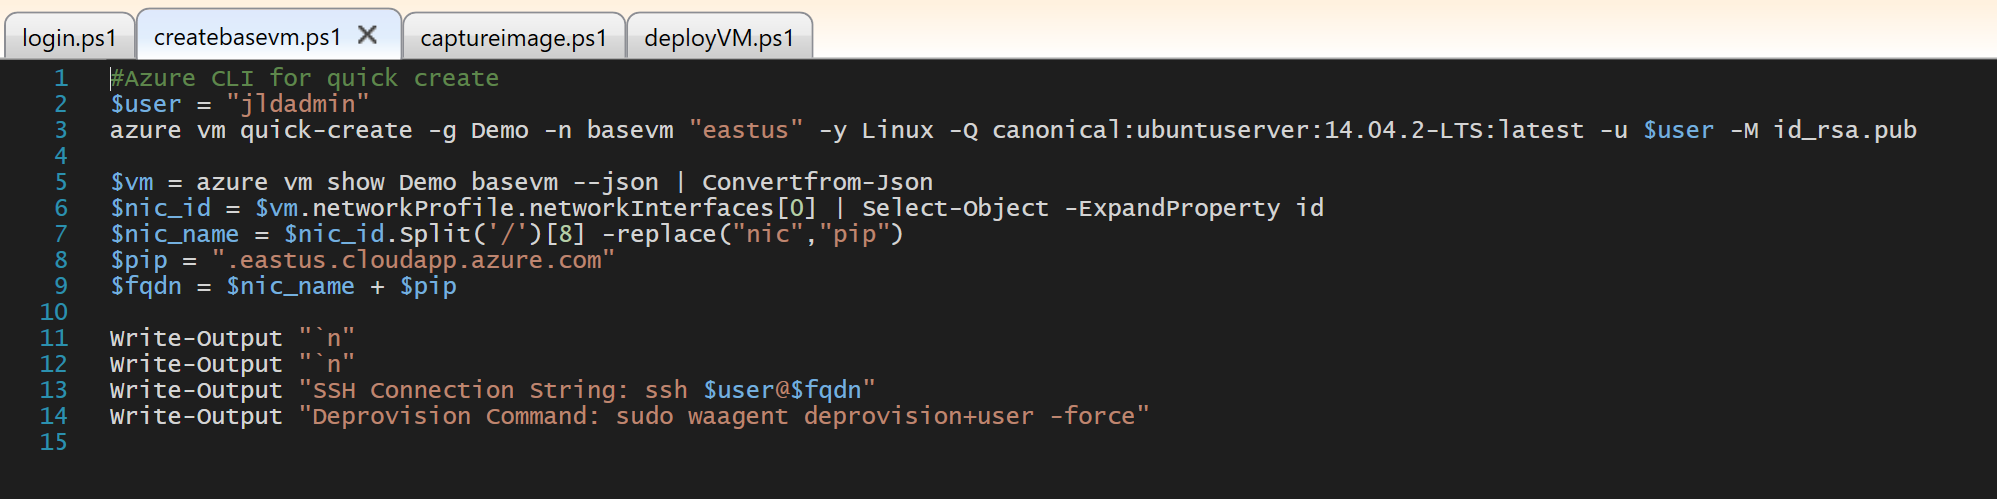 login.ps1 createbasevm.ps1 captureimage.ps1 deployVM.ps1
1 #Azure CLI for quick create
2 $user = "jldadmin"
3 azure vm quick-create -g Demo -n basevm "eastus" -y Linux -Q canonical:ubuntuserver:14.04.2-LTS:latest -u $user -M id_rsa.pub
4
5 $vm = azure vm show Demo basevm --json | Convertfrom-Json
6 $nic_id = $vm.networkProfile.networkInterfaces[0] | Select-Object -ExpandProperty id
7 $nic_name = $nic_id.Split('/')[8] -replace("nic","pip")
8 $pip = ".eastus.cloudapp.azure.com"
9 $fqdn = $nic_name + $pip
10
11 Write-Output "`n"
12 Write-Output "`n"
13 Write-Output "SSH Connection String: ssh $user@$fqdn"
14 Write-Output "Deprovision Command: sudo waagent deprovision+user -force"
15